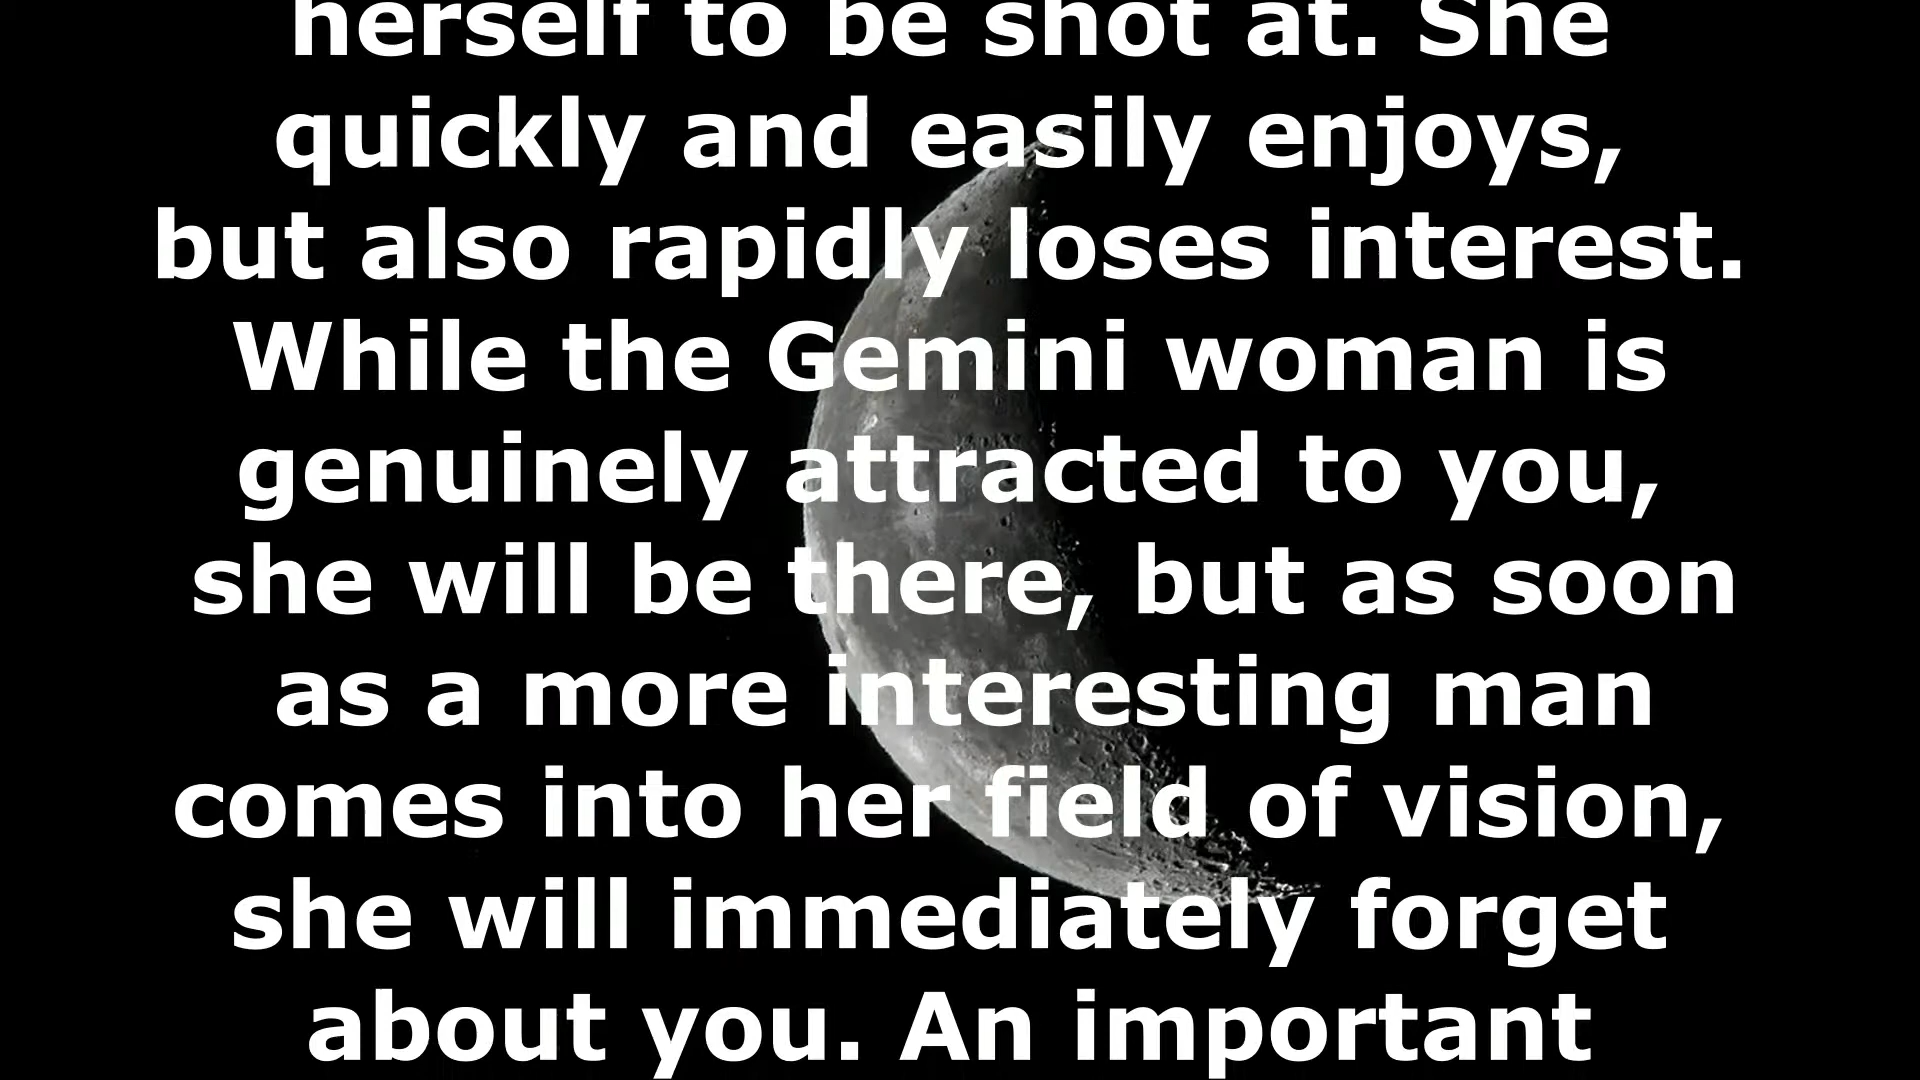 herself to be shot at. She
quickly and easily enjoys,
but also rapidly loses interest.
While the Gemini woman is
genuinely attracted to you,
she will be there, but as soon
as a more interesting man
comes into her field of vision,
she will immediately forget
about you. An important